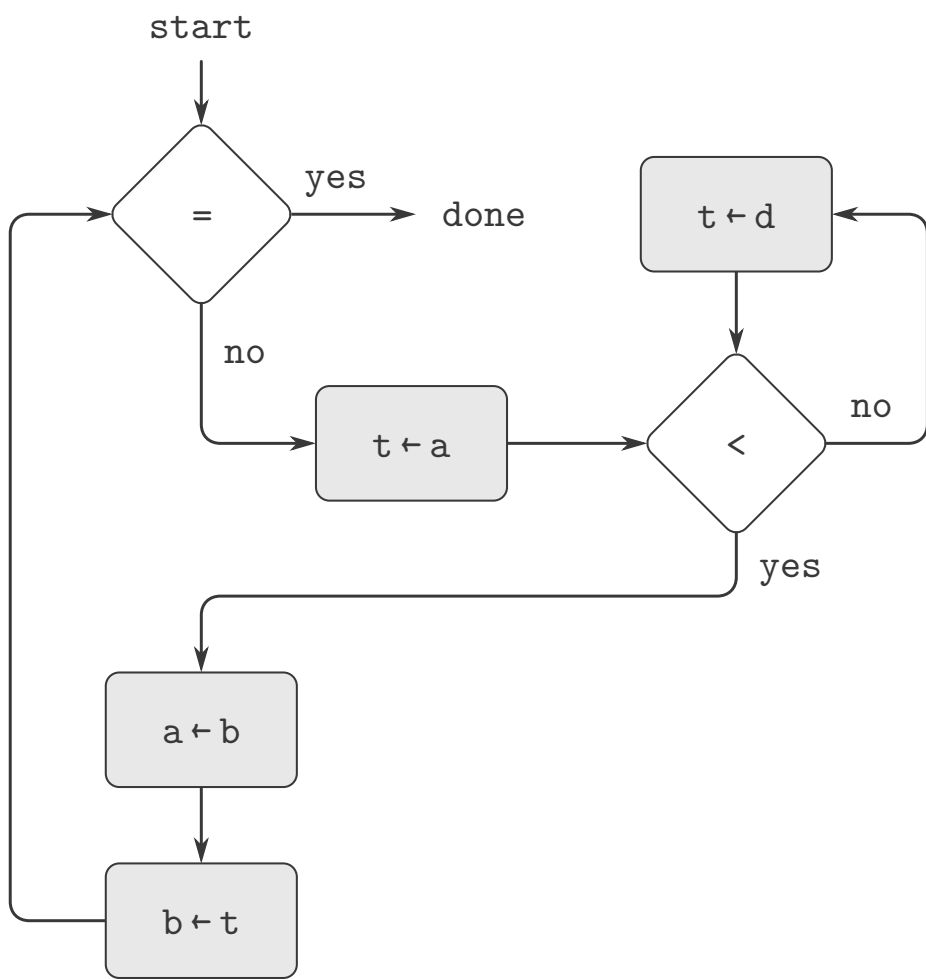 start
yes
=
done
t←d
no
no
t←a
<
yes
a←b
b←t